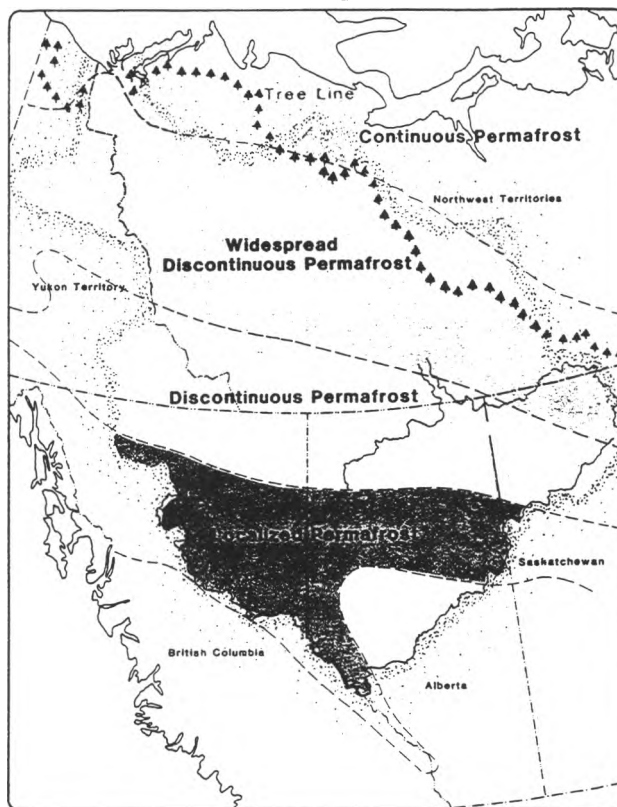 Tree Line
Continuous Permafrost
Northwest Territories
Widespread
Discontinuous Permafrost
Yukon Territory
Discontinuous Permafrost
Localized Permafrost
Saskatchewan
British Columbia
Alberta